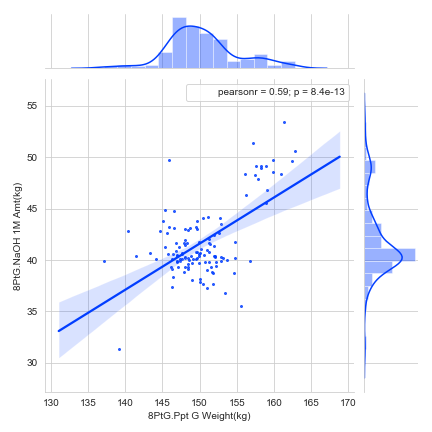 pearsonr = 0.59; p = 8.4e-13
55
50
45
40
35
30
8PtG.NaOH 1M Amt(kg)
130 135 140 145 150 155 160 165 170
8PtG.Ppt G Weight(kg)